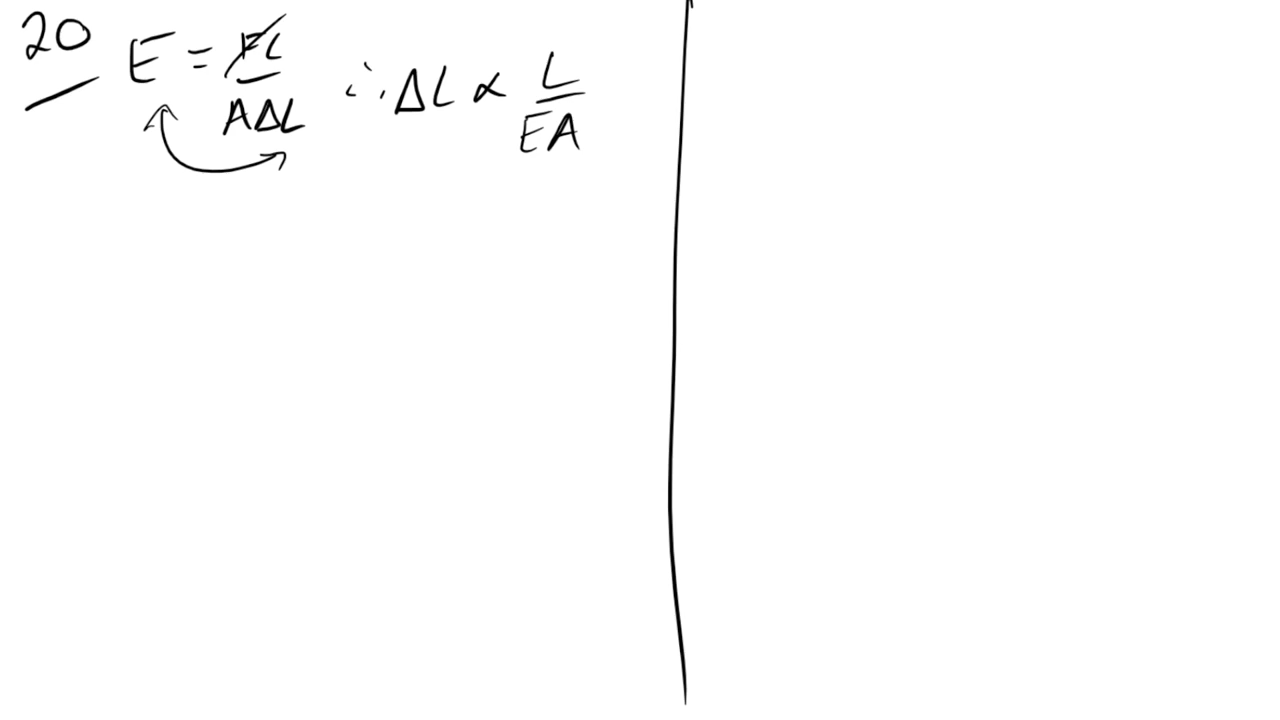 20 E = FL / AΔL ∴ ΔL ∝ L / EA